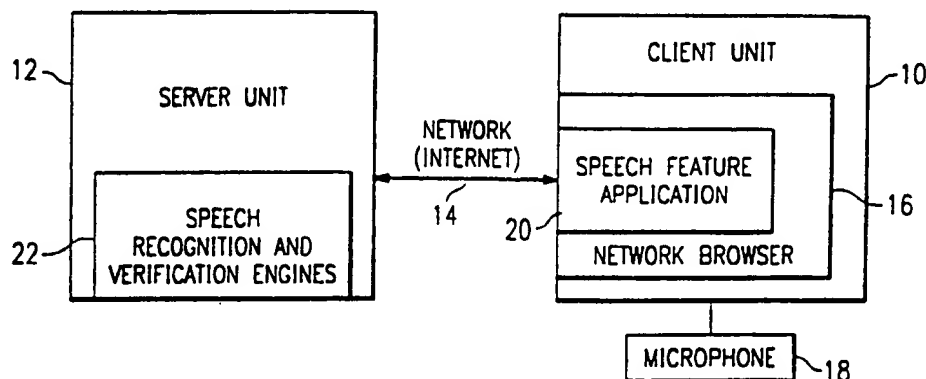 12
SERVER UNIT
22
SPEECH
RECOGNITION AND
VERIFICATION ENGINES
NETWORK
(INTERNET)
14
CLIENT UNIT
10
SPEECH FEATURE
APPLICATION
20
16
NETWORK BROWSER
MICROPHONE
18